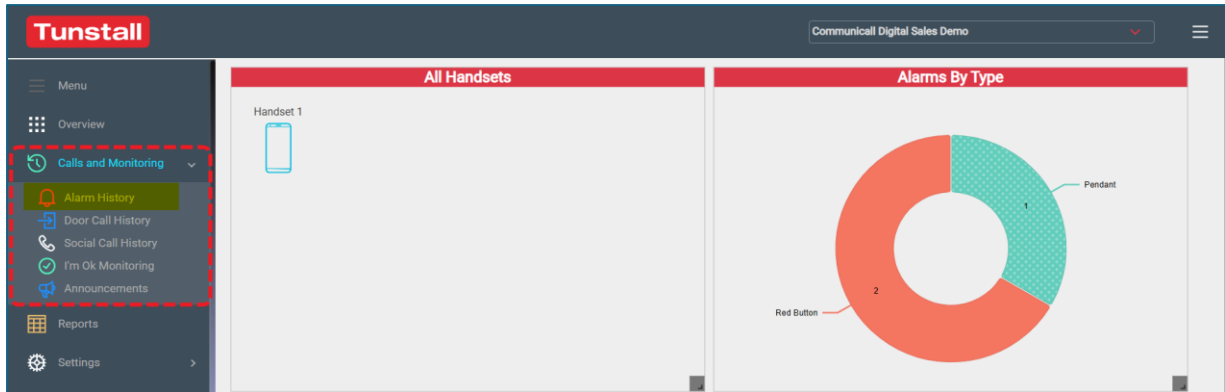 Tunstall
Communicall Digital Sales Demo
Menu
Overview
Calls and Monitoring
Alarm History
Door Call History
Social Call History
I'm Ok Monitoring
Announcements
Reports
Settings
All Handsets
Handset 1
Alarms By Type
Pendant
1
2
Red Button